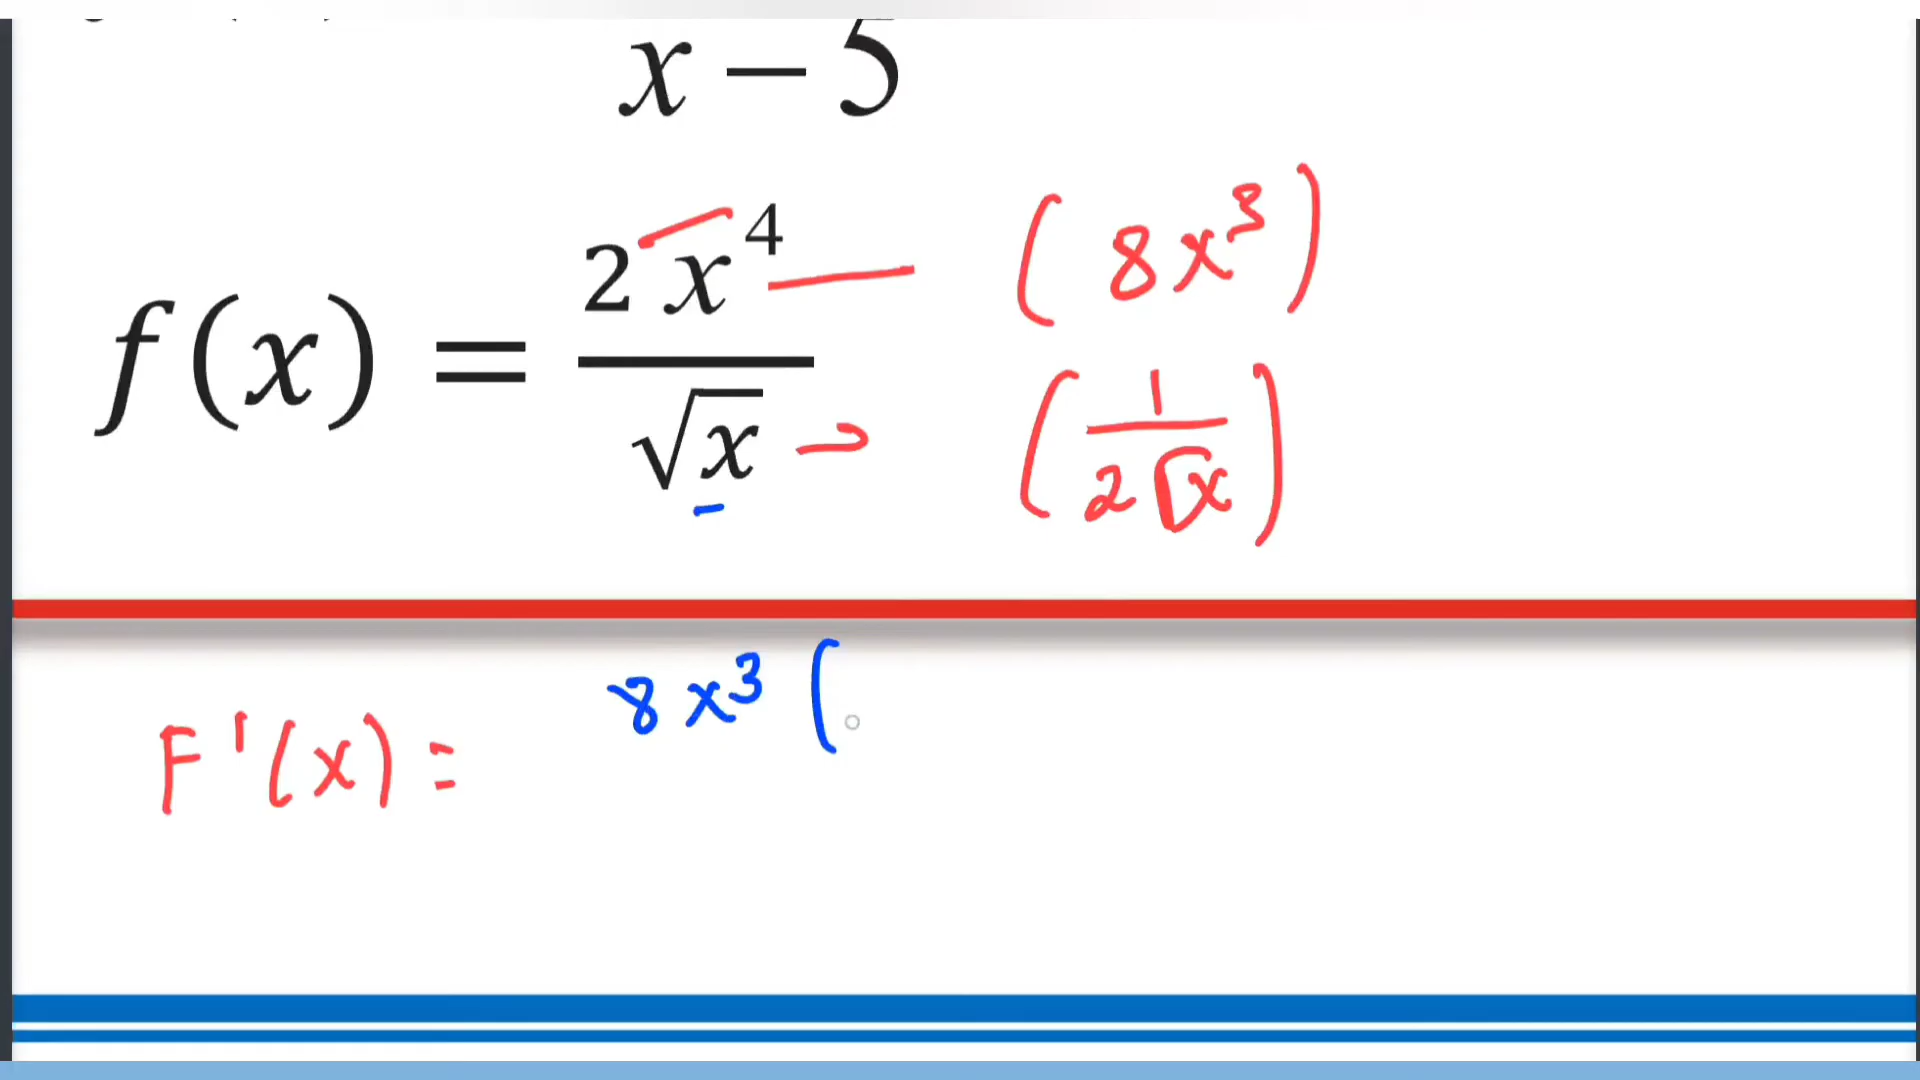 x − 5
f(x) = 2x⁴ / √x
(8x³)
(1 / 2√x)
8x³ (
F'(x) =